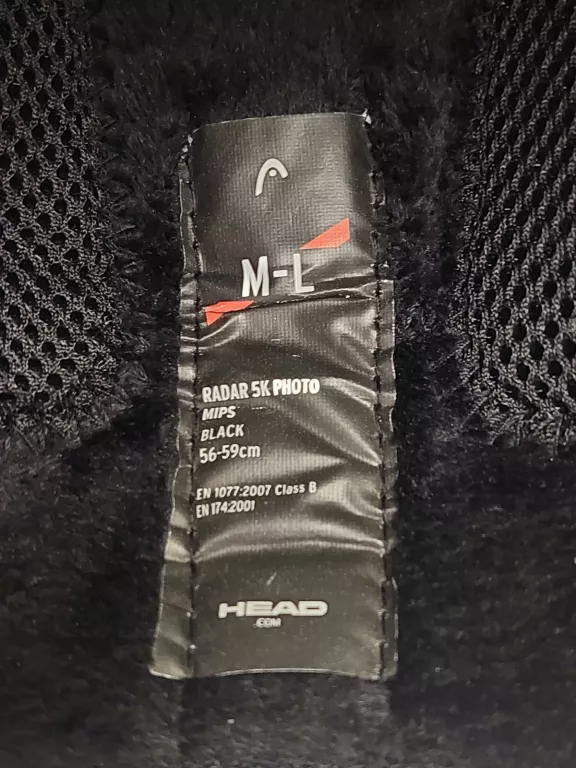 M-L
RADAR 5K PHOTO
MIPS
BLACK
56-59cm
EN 1077:2007 Class B
EN 174:2001
HEAD
.COM